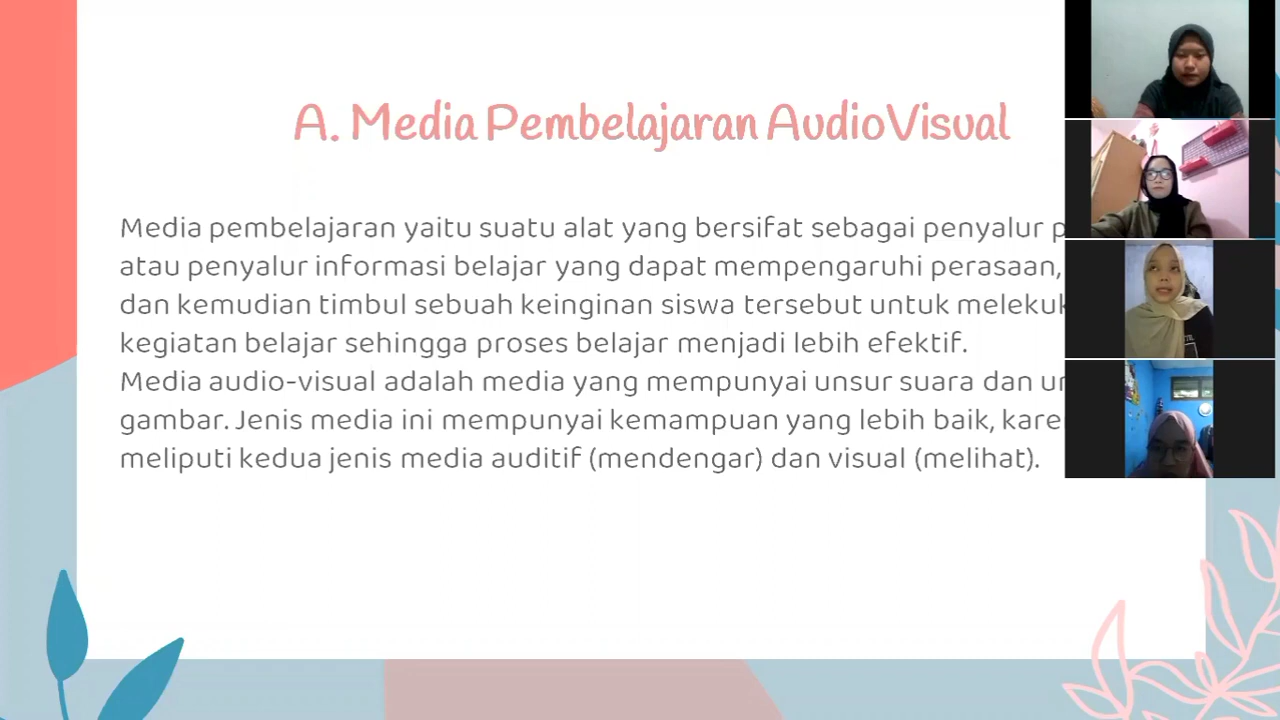 A. Media Pembelajaran AudioVisual
Media pembelajaran yaitu suatu alat yang bersifat sebagai penyalur
atau penyalur informasi belajar yang dapat mempengaruhi perasaan,
dan kemudian timbul sebuah keinginan siswa tersebut untuk
kegiatan belajar sehingga proses belajar menjadi lebih efektif.
Media audio-visual adalah media yang mempunyai unsur suara dan
gambar. Jenis media ini mempunyai kemampuan yang lebih baik,
meliputi kedua jenis media auditif (mendengar) dan visual (melihat).